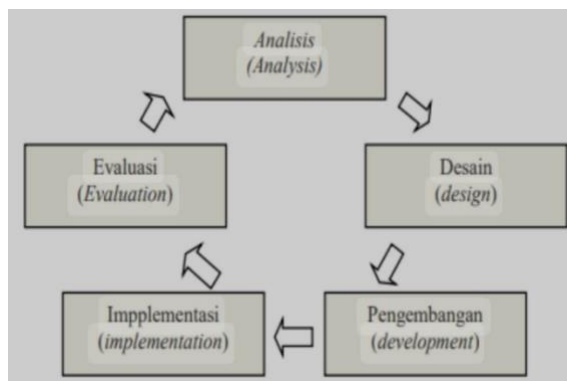 Analisis
(Analysis)
Desain
(design)
Pengembangan
(development)
Impplementasi
(implementation)
Evaluasi
(Evaluation)